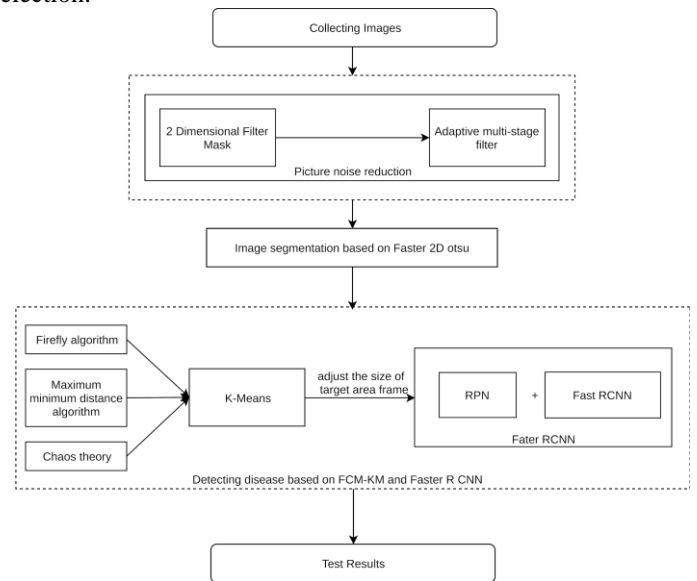 election.
Collecting Images
2 Dimensional Filter
Mask
Adaptive multi-stage
filter
Picture noise reduction
Image segmentation based on Faster 2D otsu
Firefly algorithm
Maximum
minimum distance
algorithm
Chaos theory
K-Means
adjust the size of
target area frame
RPN
+
Fast RCNN
Fater RCNN
Detecting disease based on FCM-KM and Faster R CNN
Test Results